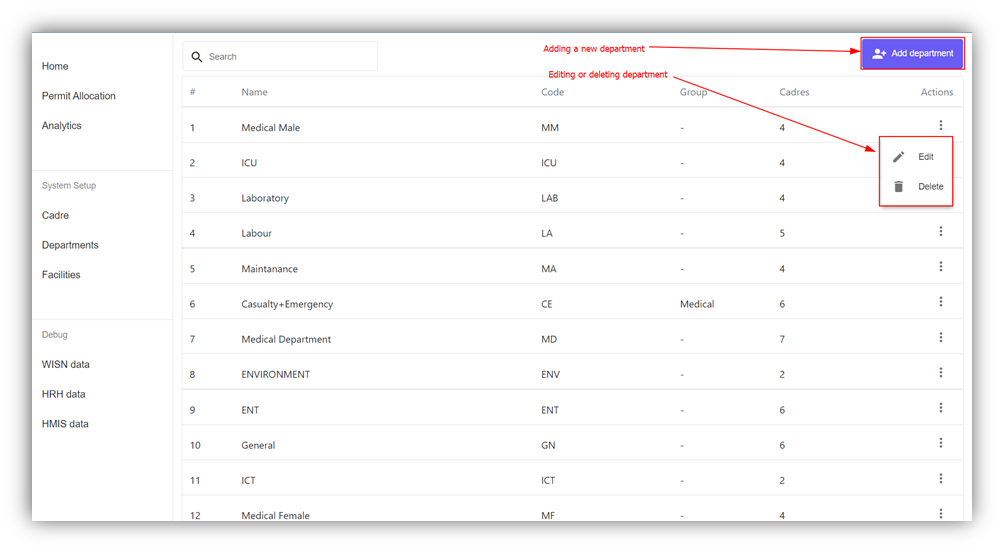 Home
Permit Allocation
Analytics
System Setup
Cadre
Departments
Facilities
Debug
WISN data
HRH data
HMIS data
Search
Adding a new department
Add department
Editing or deleting department
# Name Code Group Cadres Actions
1 Medical Male MM - 4
Edit
Delete
2 ICU ICU - 4
3 Laboratory LAB - 4
4 Labour LA - 5
5 Maintanance MA - 4
6 Casualty+Emergency CE Medical 6
7 Medical Department MD - 7
8 ENVIRONMENT ENV - 2
9 ENT ENT - 6
10 General GN - 6
11 ICT ICT - 2
12 Medical Female MF - 4